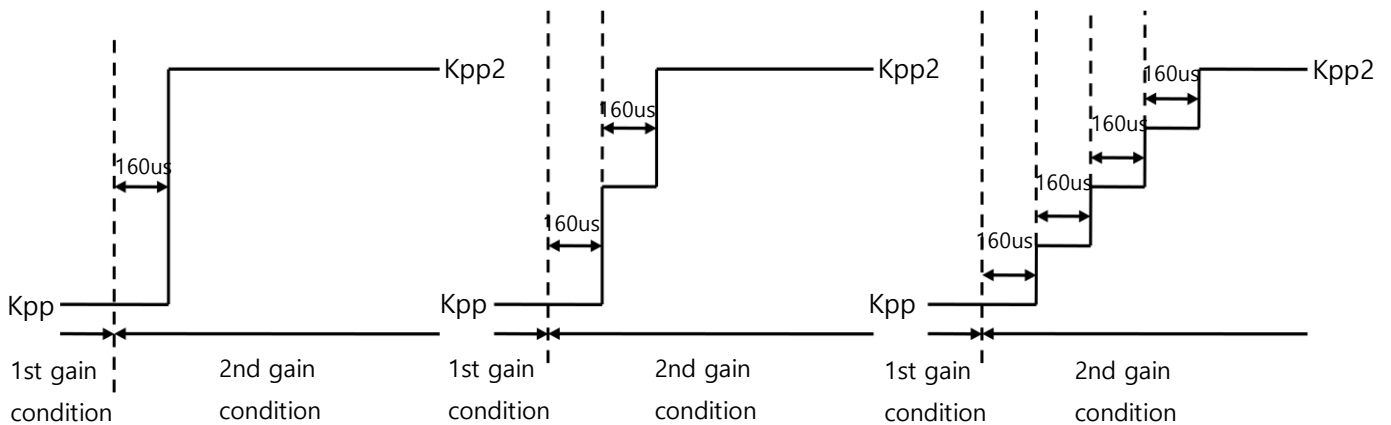 Kpp2
160us
Kpp
1st gain
condition
2nd gain
condition
Kpp2
160us
160us
Kpp
1st gain
condition
2nd gain
condition
Kpp2
160us
160us
160us
160us
Kpp
1st gain
condition
2nd gain
condition